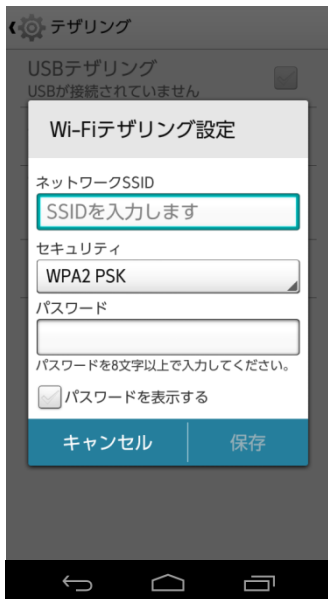 テザリング
USBテザリング
USBが接続されていません
Wi-Fiテザリング設定
ネットワークSSID
SSIDを入力します
セキュリティ
WPA2 PSK
パスワード
パスワードを8文字以上で入力してください。
パスワードを表示する
キャンセル
保存